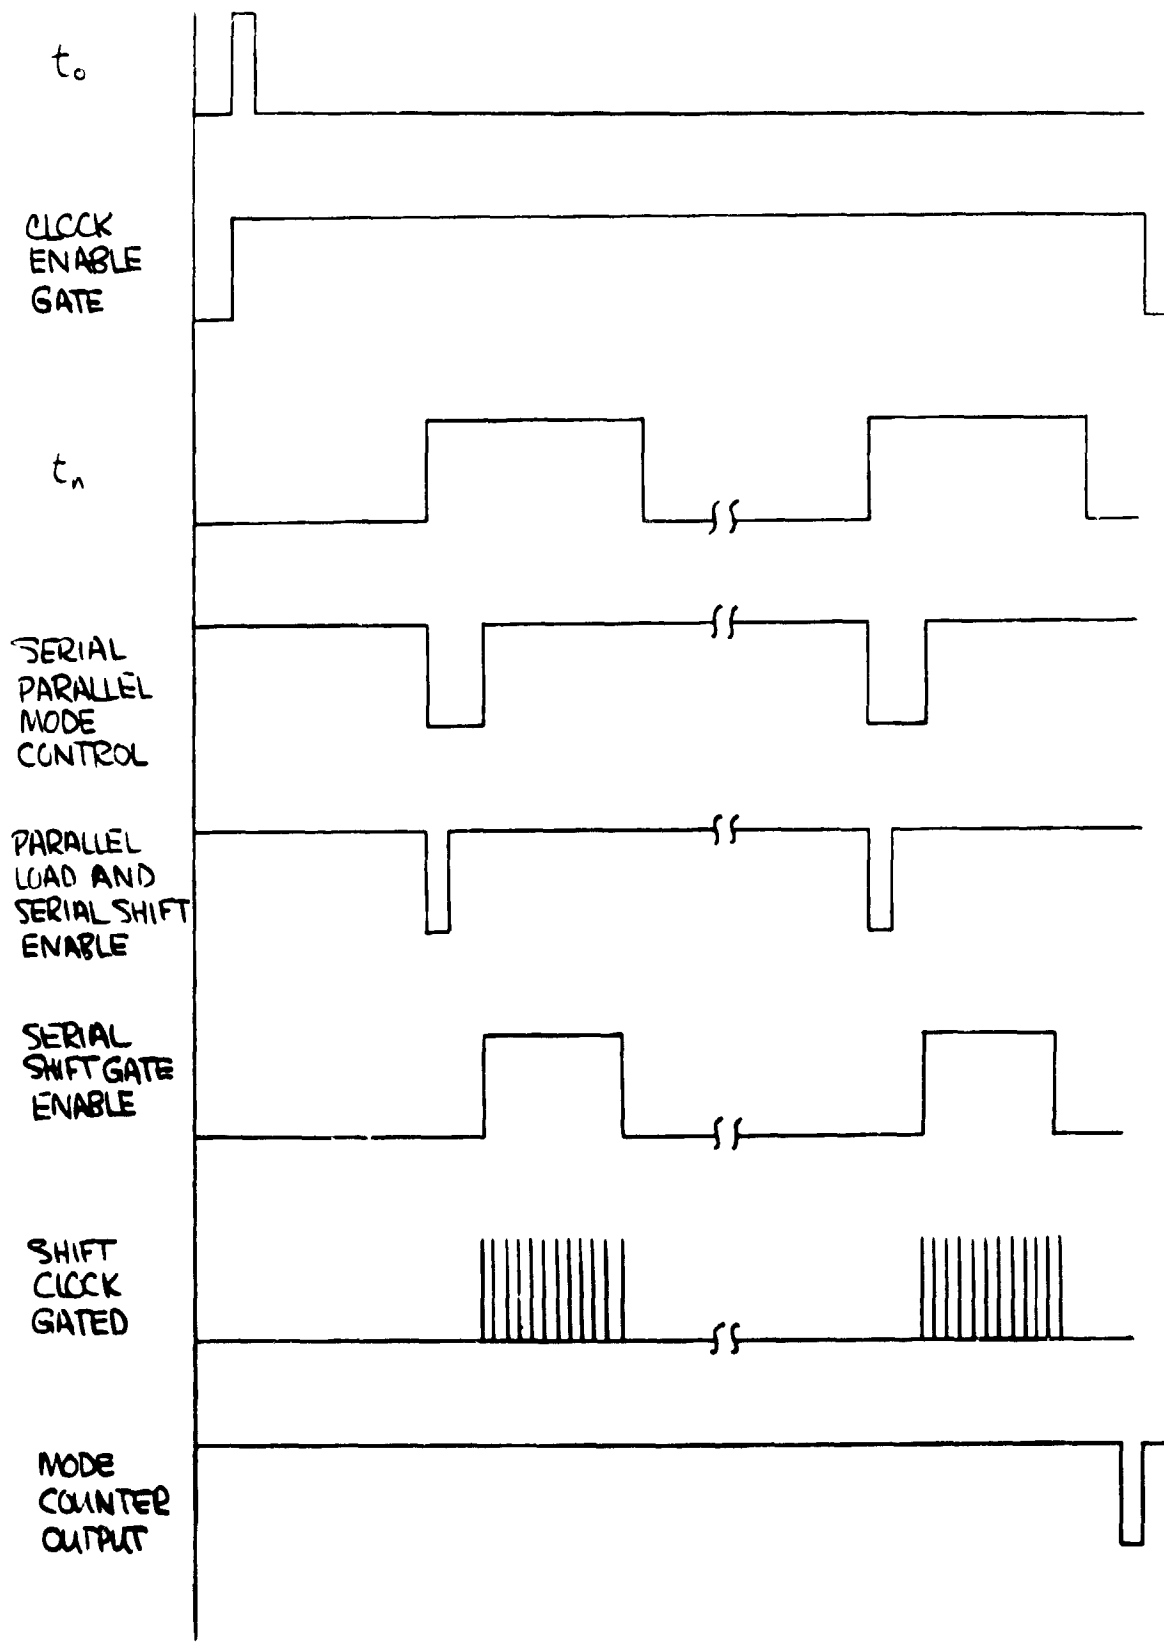 t₀
CLOCK
ENABLE
GATE
tₙ
SERIAL
PARALLEL
MODE
CONTROL
PARALLEL
LOAD AND
SERIAL SHIFT
ENABLE
SERIAL
SHIFT GATE
ENABLE
SHIFT
CLOCK
GATED
MODE
COUNTER
OUTPUT